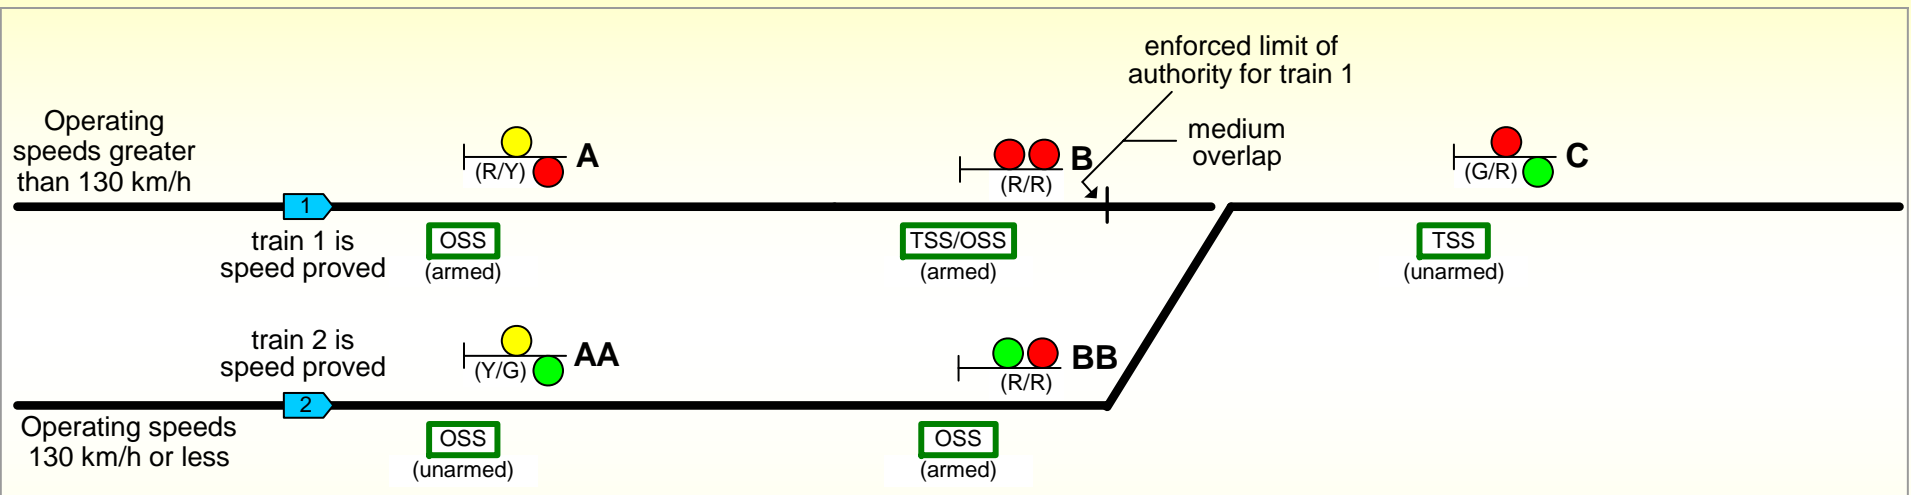 enforced limit of
authority for train 1
Operating
speeds greater
than 130 km/h
(R/Y)
A
medium
overlap
B
(R/R)
(G/R)
C
1
train 1 is
speed proved
OSS
(armed)
TSS/OSS
(armed)
TSS
(unarmed)
train 2 is
speed proved
(Y/G)
AA
(R/R)
BB
2
Operating speeds
130 km/h or less
OSS
(unarmed)
OSS
(armed)